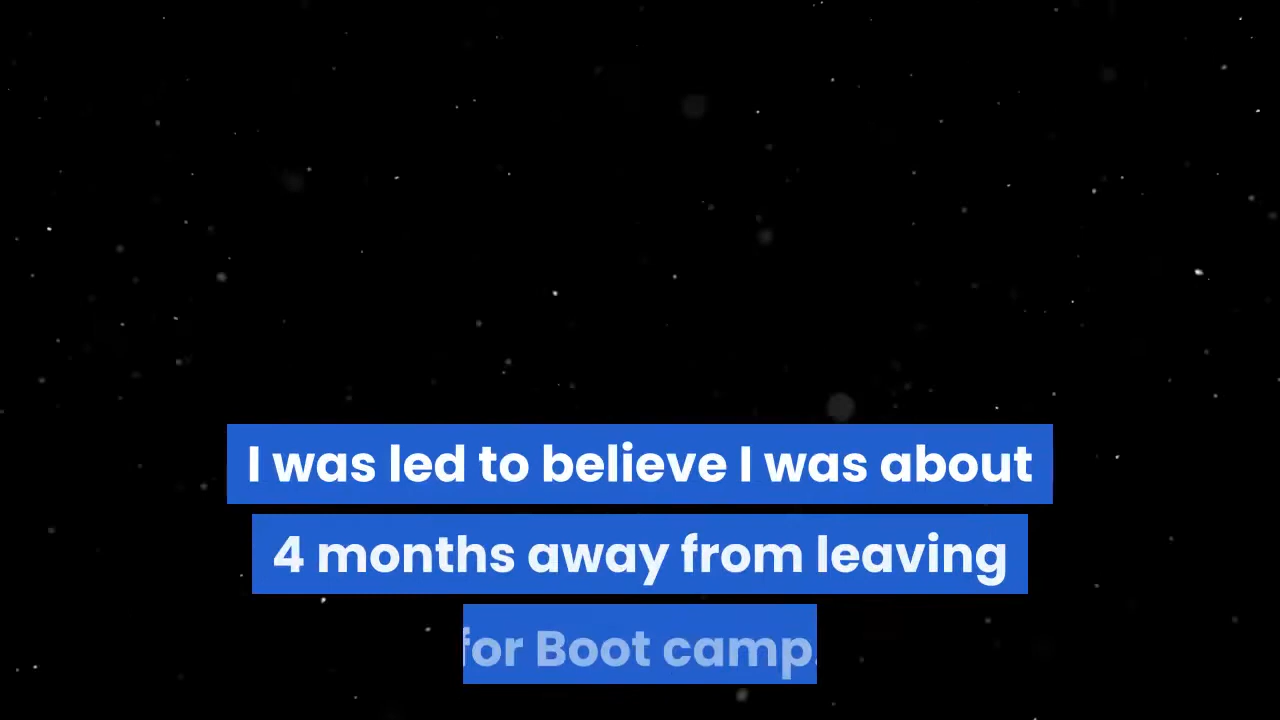 I was led to believe I was about
4 months away from leaving
for Boot camp.